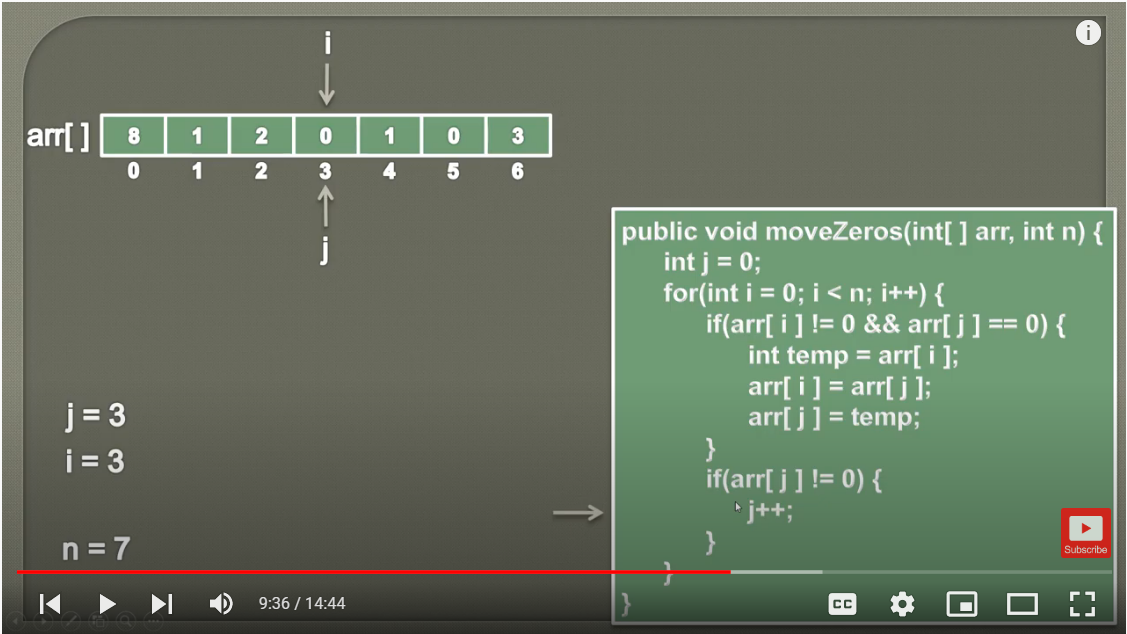 i
arr[ ] 8 1 2 0 1 0 3
0 1 2 3 4 5 6
j
j = 3
i = 3
n = 7
public void moveZeros(int[ ] arr, int n) {
int j = 0;
for(int i = 0; i < n; i++) {
if(arr[ i ] != 0 && arr[ j ] == 0) {
int temp = arr[ i ];
arr[ i ] = arr[ j ];
arr[ j ] = temp;
}
if(arr[ j ] != 0) {
j++;
}
}
}
Subscribe
9:36 / 14:44
CC
i